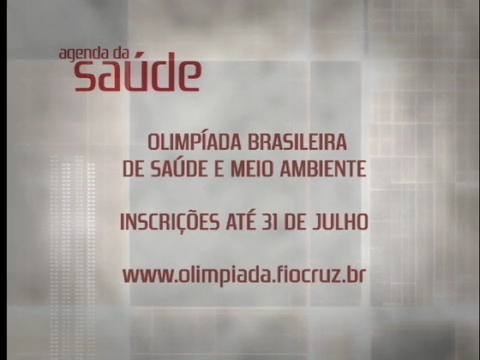 agenda da
saúde
OLIMPÍADA BRASILEIRA
DE SAÚDE E MEIO AMBIENTE
INSCRIÇÕES ATÉ 31 DE JULHO
www.olimpiada.fiocruz.br